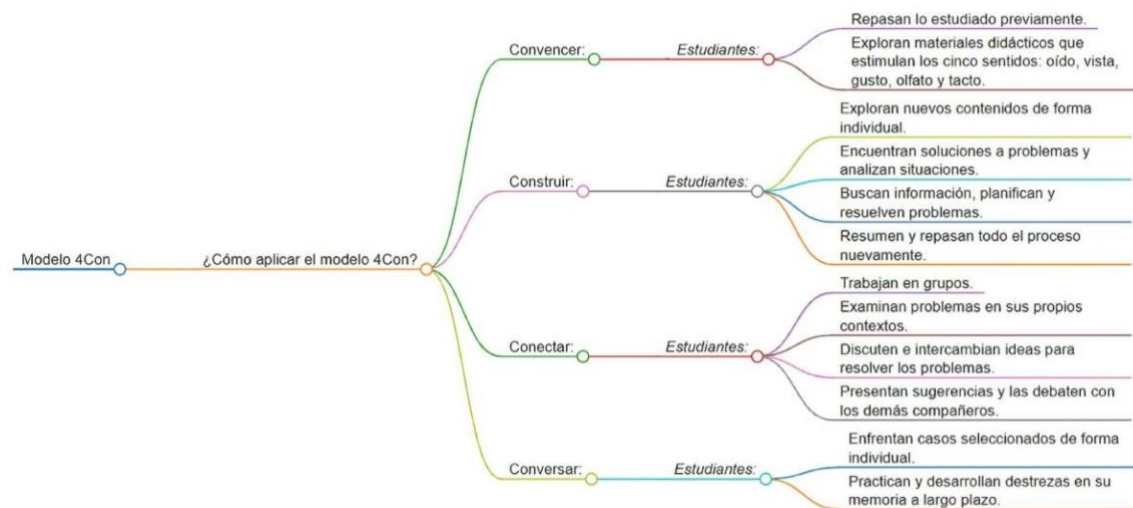 Modelo 4Con
¿Cómo aplicar el modelo 4Con?
Convencer:
Estudiantes:
Repasan lo estudiado previamente.
Exploran materiales didácticos que
estimulan los cinco sentidos: oído, vista,
gusto, olfato y tacto.
Construir:
Estudiantes:
Exploran nuevos contenidos de forma
individual.
Encuentran soluciones a problemas y
analizan situaciones.
Buscan información, planifican y
resuelven problemas.
Resumen y repasan todo el proceso
nuevamente.
Conectar:
Estudiantes:
Trabajan en grupos.
Examinan problemas en sus propios
contextos.
Discuten e intercambian ideas para
resolver los problemas.
Presentan sugerencias y las debaten con
los demás compañeros.
Conversar:
Estudiantes:
Enfrentan casos seleccionados de forma
individual.
Practican y desarrollan destrezas en su
memoria a largo plazo.